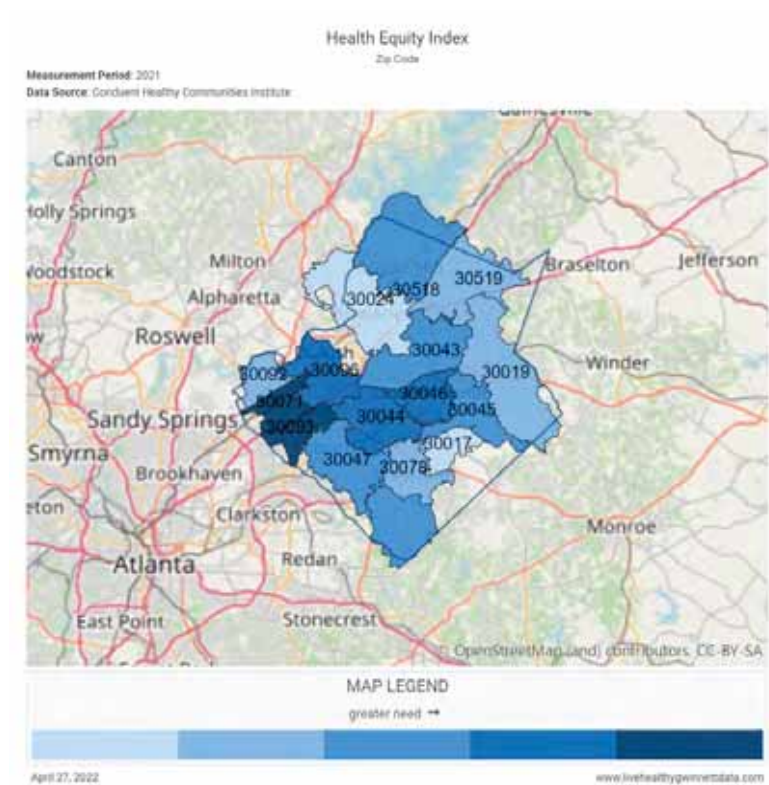 Health Equity Index
Zip Code
Measurement Period: 2021
Data Source: Conduent Healthy Communities Institute
Gainesville
Canton
Holly Springs
Milton
Braselton
Jefferson
Woodstock
30519
30518
30024
Alpharetta
Roswell
30043
Winder
30096
30092
30019
30046
30071
30045
30044
Sandy Springs
30093
30017
Smyrna
30047
30078
Brookhaven
Clarkston
Monroe
Atlanta
Redan
East Point
Stonecrest
© OpenStreetMap (and) contributors, CC-BY-SA
MAP LEGEND
greater need →
April 27, 2022
www.livehealthygwinnettdata.com